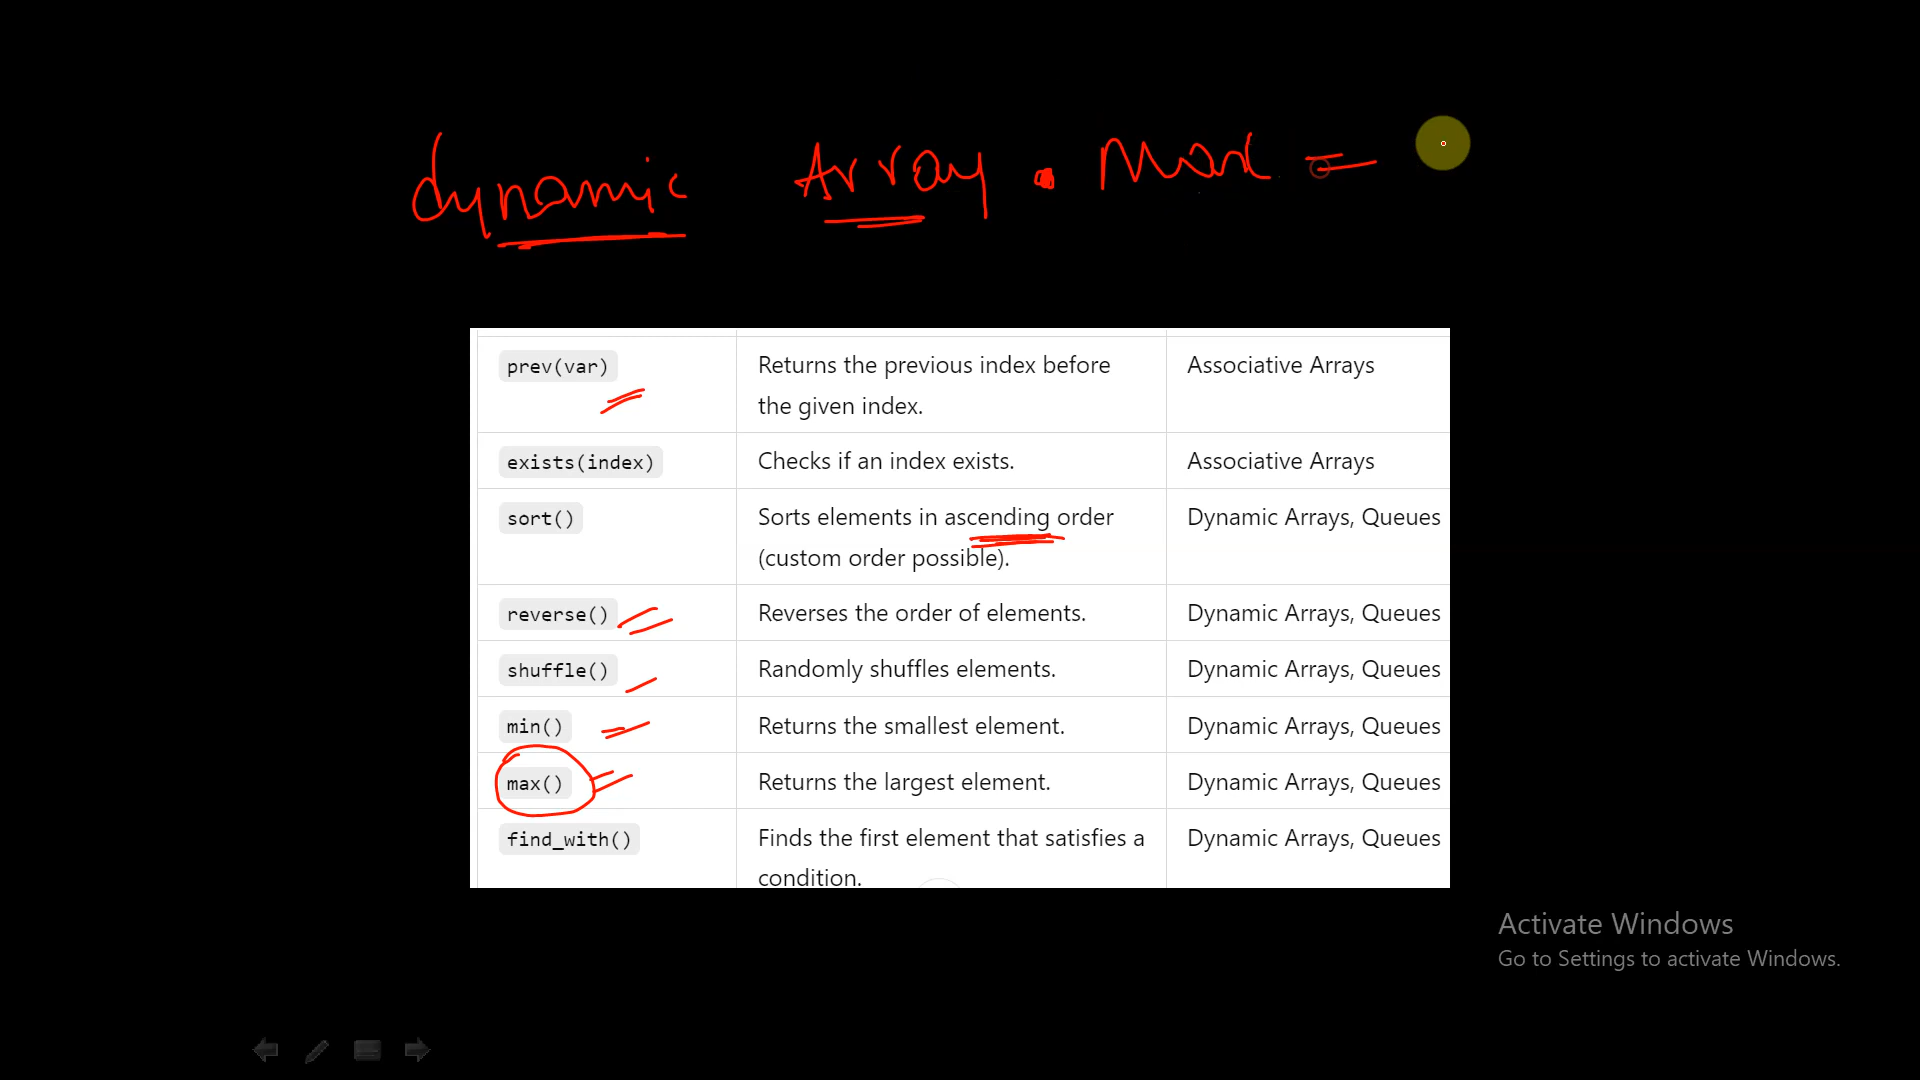 dynamic Array . Max =
prev(var) Returns the previous index before Associative Arrays
the given index.
exists(index) Checks if an index exists. Associative Arrays
sort() Sorts elements in ascending order Dynamic Arrays, Queues
(custom order possible).
reverse() Reverses the order of elements. Dynamic Arrays, Queues
shuffle() Randomly shuffles elements. Dynamic Arrays, Queues
min() Returns the smallest element. Dynamic Arrays, Queues
max() Returns the largest element. Dynamic Arrays, Queues
find_with() Finds the first element that satisfies a Dynamic Arrays, Queues
condition.
Activate Windows
Go to Settings to activate Windows.